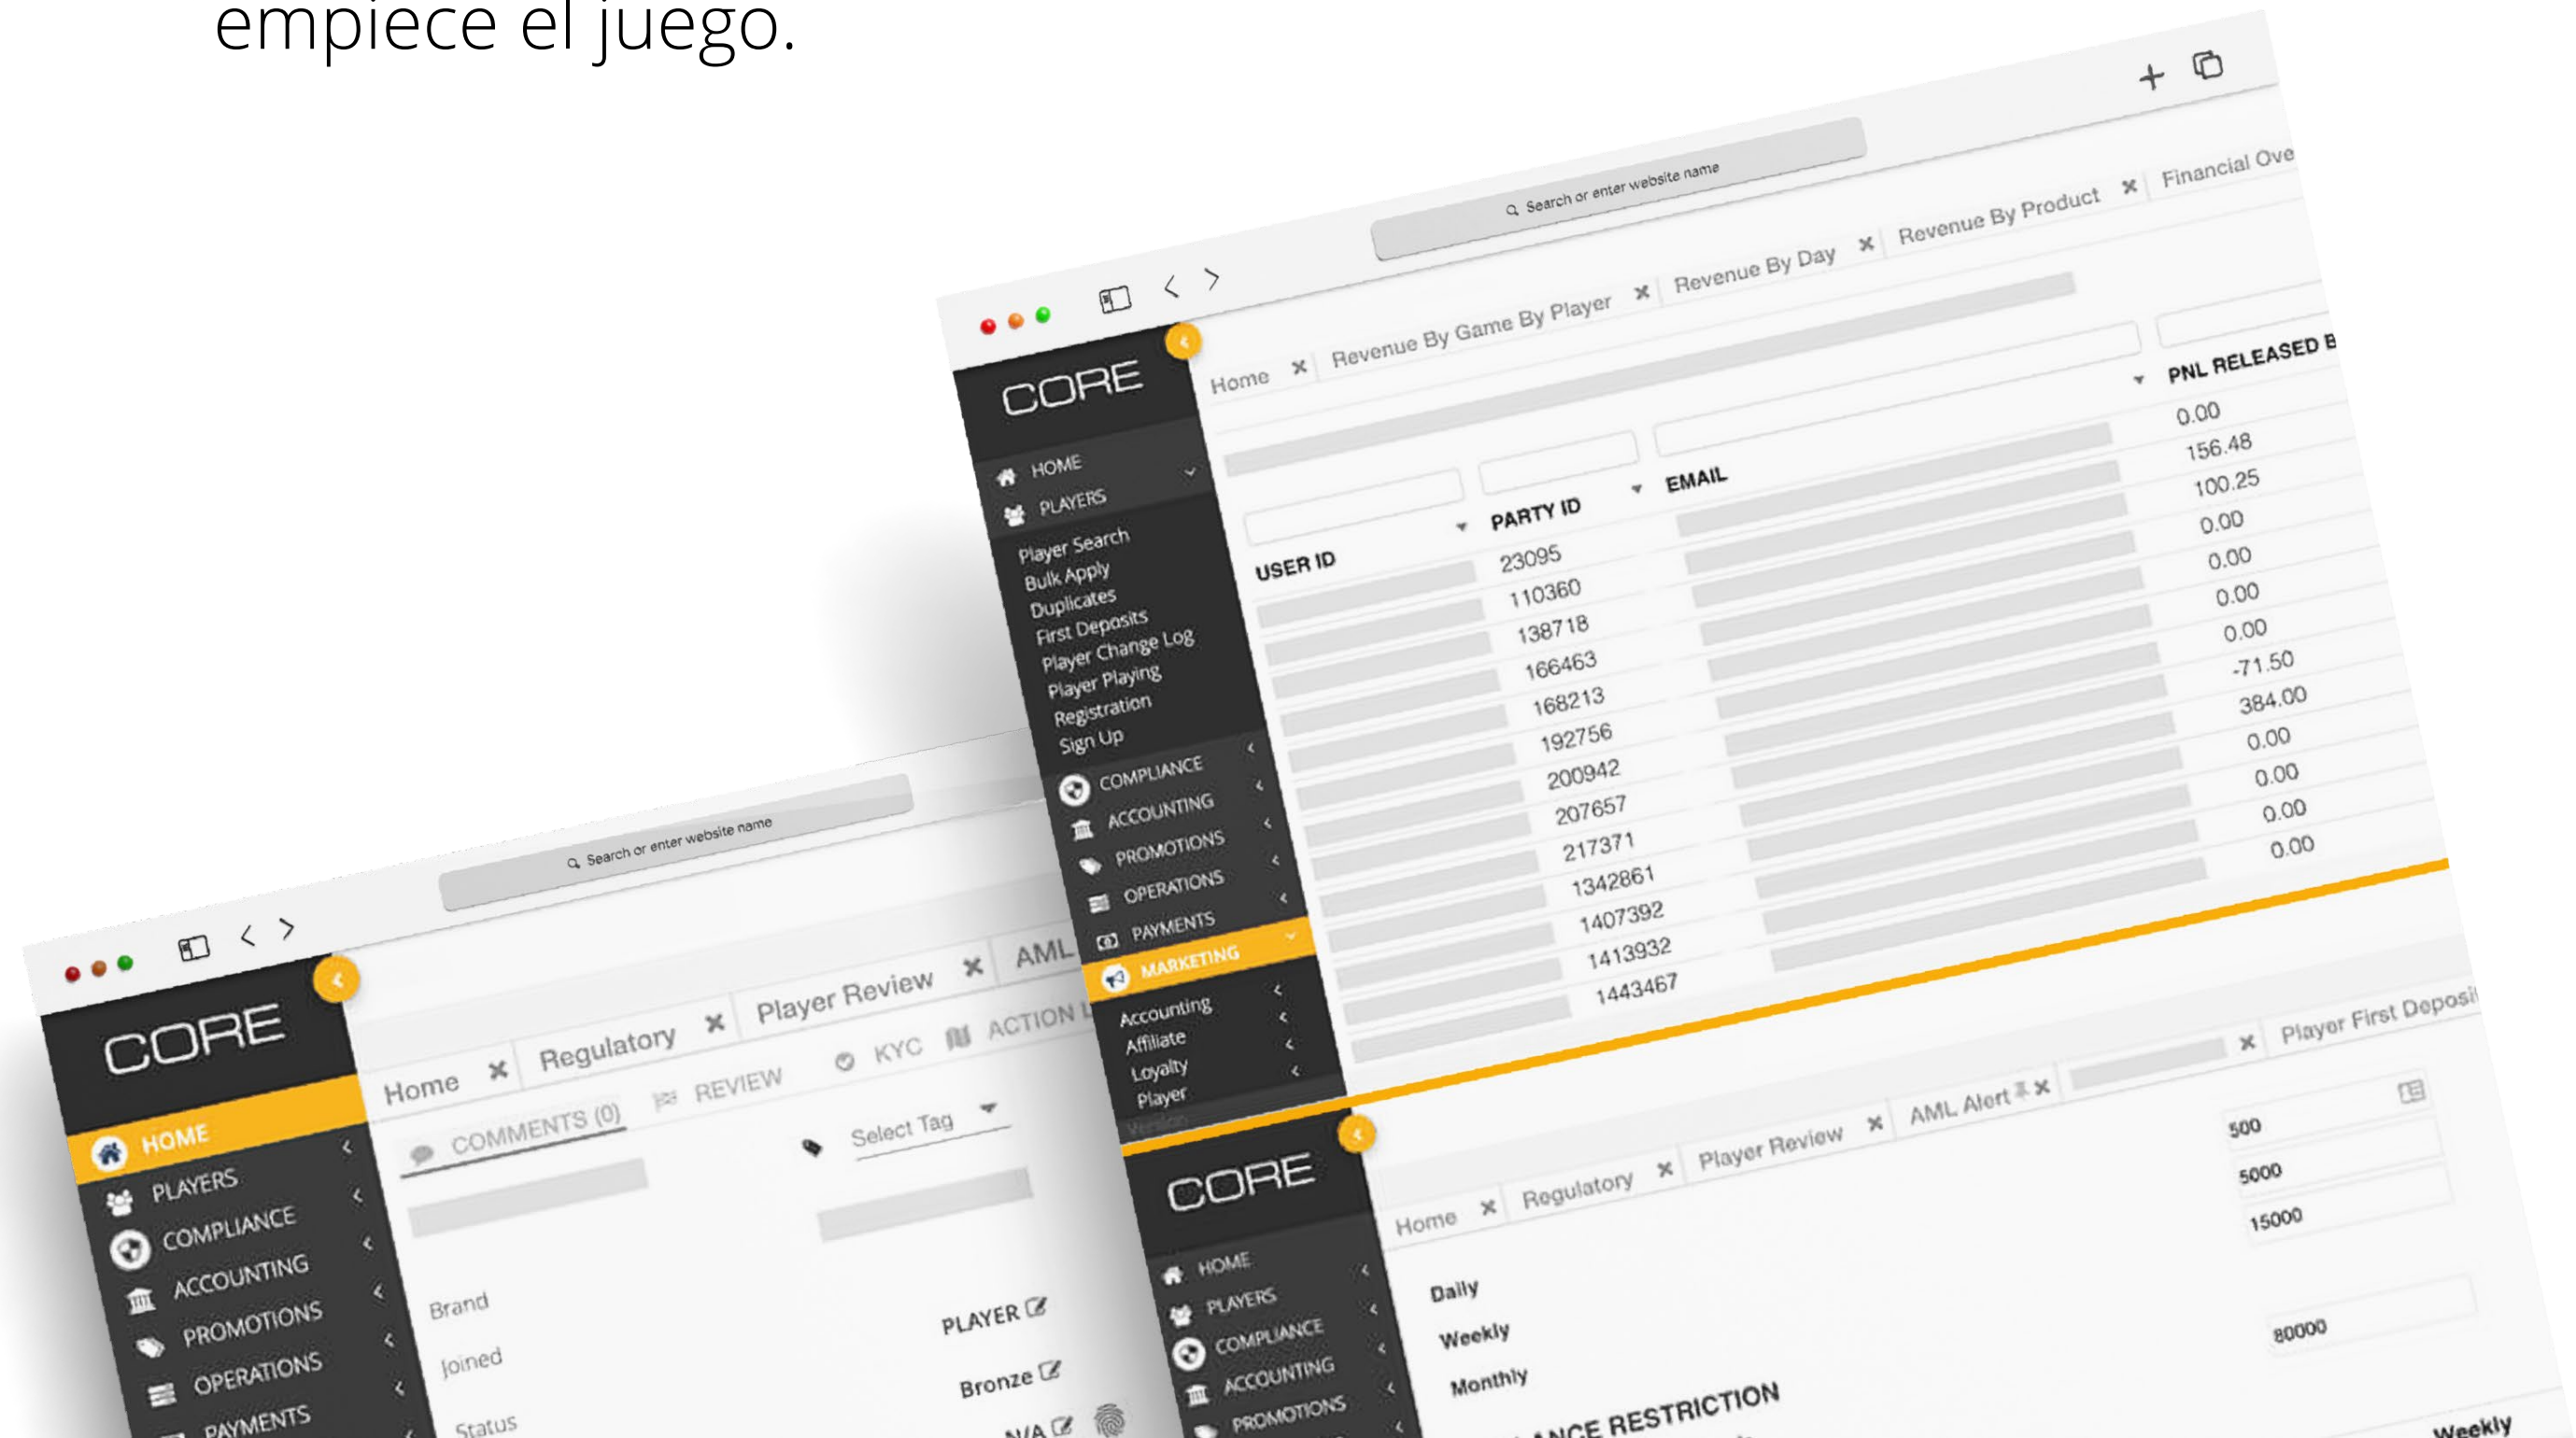 empiece el juego.
Search or enter website name
Home
Revenue By Game By Player
Revenue By Day
Revenue By Product
Financial Ove
CORE
HOME
PLAYERS
Player Search
Bulk Apply
Duplicates
First Deposits
Player Change Log
Player Playing
Registration
Sign Up
COMPLIANCE
ACCOUNTING
PROMOTIONS
OPERATIONS
PAYMENTS
MARKETING
Accounting
Affiliate
Loyalty
Player
Version
USER ID
PARTY ID
EMAIL
PNL RELEASED B
23095
110360
138718
166463
168213
192756
200942
207657
217371
1342861
1407392
1413932
1443467
0.00
156.48
100.25
0.00
0.00
0.00
0.00
-71.50
384.00
0.00
0.00
0.00
0.00
Search or enter website name
CORE
HOME
PLAYERS
COMPLIANCE
ACCOUNTING
PROMOTIONS
OPERATIONS
PAYMENTS
Home
Regulatory
Player Review
AML
COMMENTS (0)
REVIEW
KYC
ACTION L
Select Tag
Brand
Joined
Status
PLAYER
Bronze
N/A
CORE
HOME
PLAYERS
COMPLIANCE
ACCOUNTING
PROMOTIONS
Home
Regulatory
Player Review
AML Alert
Player First Deposi
Daily
Weekly
Monthly
500
5000
15000
80000
ANCE RESTRICTION
Weekly